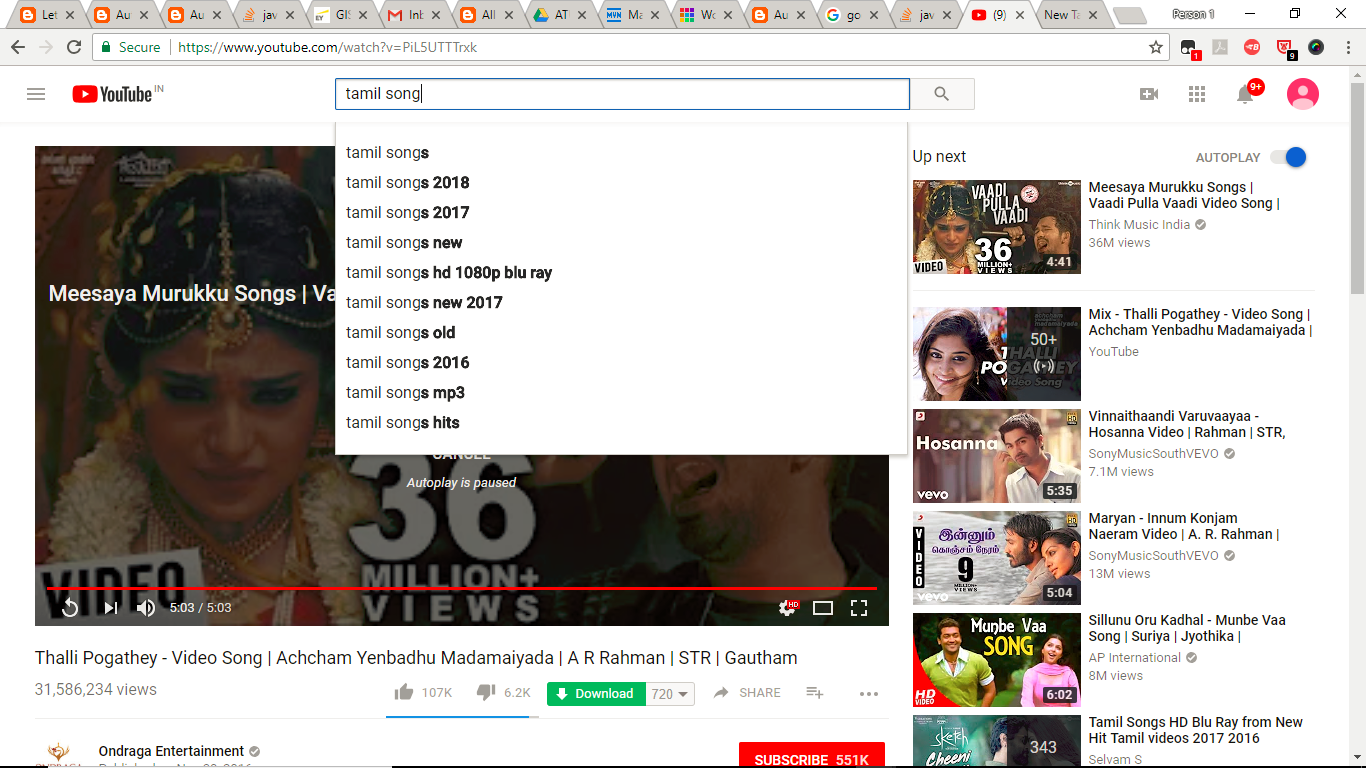 Let
Au
Au
jav
GIS
Inb
All
ATM
Ma
Wo
Au
go
jav
(9)
New Ta
Person 1
Secure
https://www.youtube.com/watch?v=PiL5UTTTrxk
1
9
YouTube IN
tamil song
9+
tamil songs
tamil songs 2018
tamil songs 2017
tamil songs new
tamil songs hd 1080p blu ray
tamil songs new 2017
tamil songs old
tamil songs 2016
tamil songs mp3
tamil songs hits
Meesaya Murukku Songs | Va
CANCEL
Autoplay is paused
36
MILLION+
VIEWS
VIDEO
5:03 / 5:03
HD
Thalli Pogathey - Video Song | Achcham Yenbadhu Madamaiyada | A R Rahman | STR | Gautham
31,586,234 views
107K
6.2K
Download
720
SHARE
Ondraga Entertainment
SUBSCRIBE 551K
Up next
AUTOPLAY
VAADI
PULLA
VAADI
36
MILLION+
VIEWS
VIDEO
4:41
Meesaya Murukku Songs |
Vaadi Pulla Vaadi Video Song |
Think Music India
36M views
50+
THALLI
POGATHEY
Video Song
Mix - Thalli Pogathey - Video Song |
Achcham Yenbadhu Madamaiyada |
YouTube
Hosanna
vevo
5:35
Vinnaithaandi Varuvaayaa -
Hosanna Video | Rahman | STR,
SonyMusicSouthVEVO
7.1M views
VIDEO
இன்னும்
கொஞ்சம் நேரம்
9
MILLION+
VIEWS
vevo
5:04
Maryan - Innum Konjam
Naeram Video | A. R. Rahman |
SonyMusicSouthVEVO
13M views
Munbe Vaa
SONG
HD
VIDEO
6:02
Sillunu Oru Kadhal - Munbe Vaa
Song | Suriya | Jyothika |
AP International
8M views
sketch
Cheeni
343
Tamil Songs HD Blu Ray from New
Hit Tamil videos 2017 2016
Selvam S